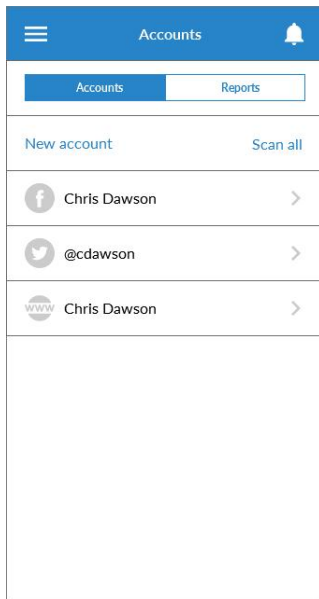 Accounts
Accounts Reports
New account Scan all
f Chris Dawson
@cdawson
www Chris Dawson